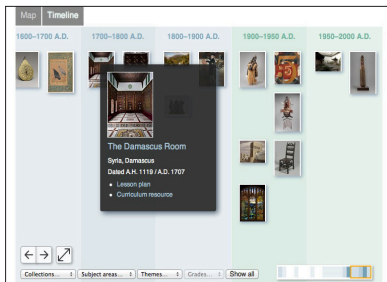 Map Timeline
1600–1700 A.D. 1700–1800 A.D. 1800–1900 A.D. 1900–1950 A.D. 1950–2000 A.D.
The Damascus Room
Syria, Damascus
Dated A.H. 1119 / A.D. 1707
Lesson plan
Curriculum resource
Collections... Subject areas... Themes... Grades... Show all